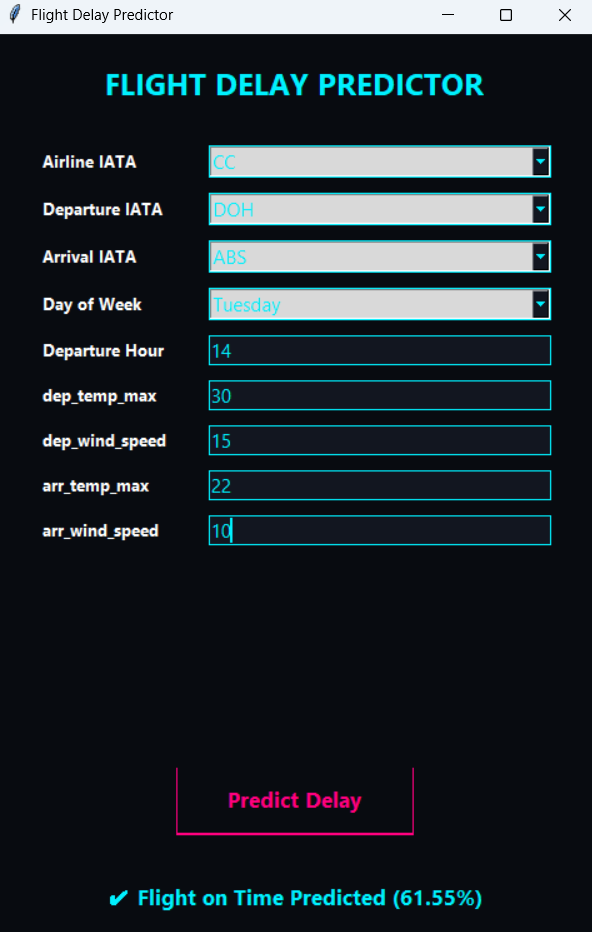 Flight Delay Predictor
FLIGHT DELAY PREDICTOR
Airline IATA CC
Departure IATA DOH
Arrival IATA ABS
Day of Week Tuesday
Departure Hour 14
dep_temp_max 30
dep_wind_speed 15
arr_temp_max 22
arr_wind_speed 10
Predict Delay
✔ Flight on Time Predicted (61.55%)